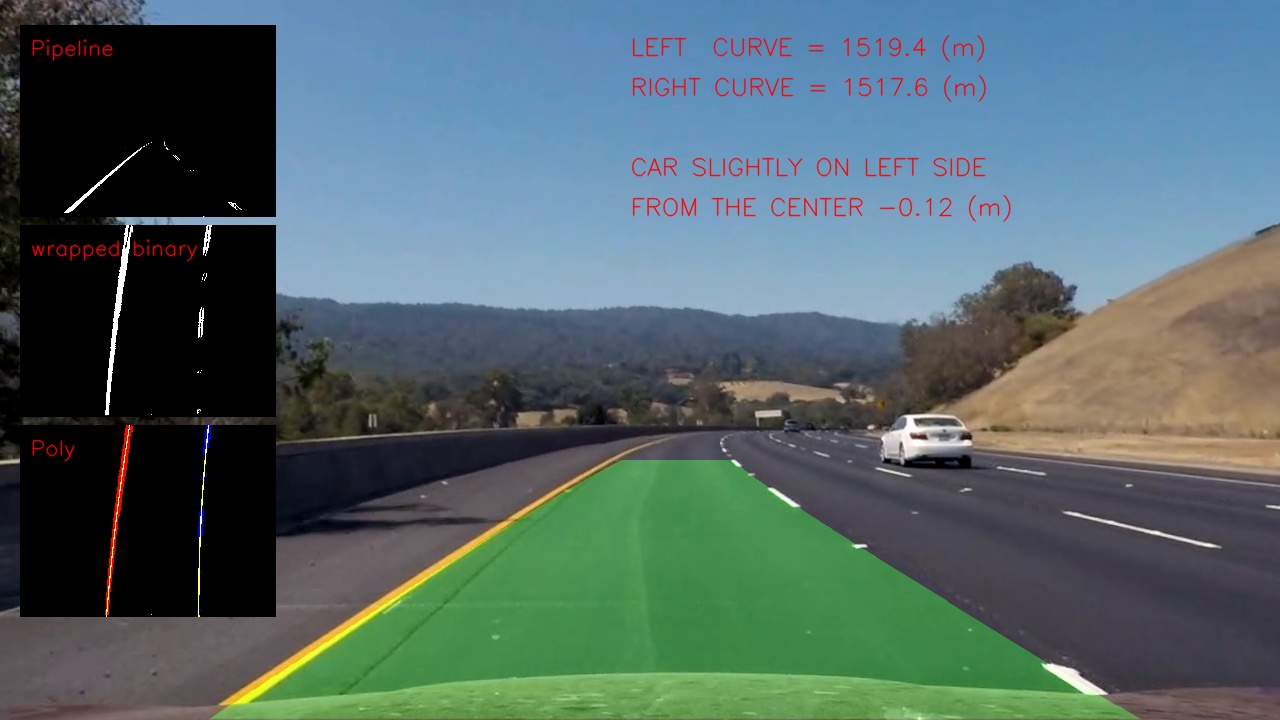 Pipeline
LEFT  CURVE = 1519.4 (m)
RIGHT CURVE = 1517.6 (m)
CAR SLIGHTLY ON LEFT SIDE
FROM THE CENTER -0.12 (m)
wrapped binary
Poly